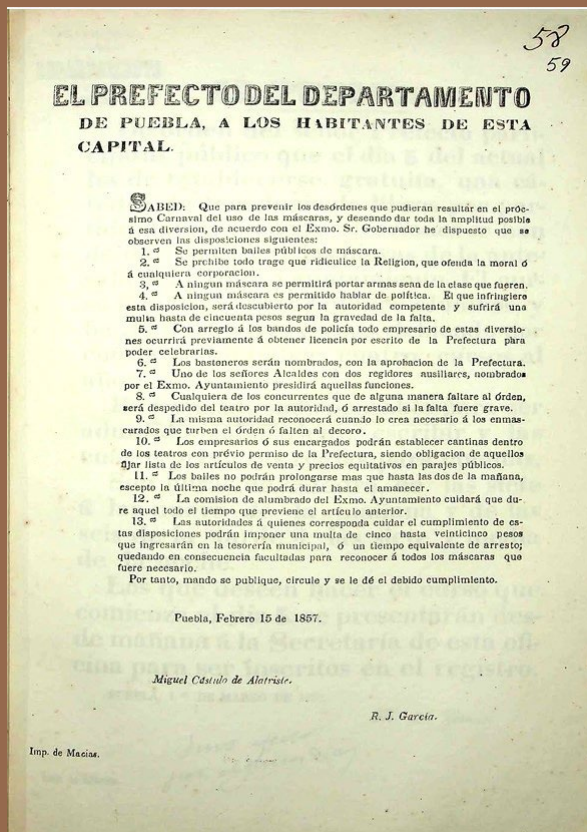 58
59
EL PREFECTO DEL DEPARTAMENTO
DE PUEBLA, A LOS HABITANTES DE ESTA
CAPITAL.
SABED: Que para prevenir los desórdenes que pudieran resultar en el próc-
simo Carnaval del uso de las máscaras, y deseando dar toda la amplitud posible
á esa diversion, de acuerdo con el Exmo. Sr. Gobernador he dispuesto que se
observen las disposiciones siguientes:
1.ª Se permiten bailes públicos de máscara.
2.ª Se prohibe todo trage que ridiculice la Religion, que ofenda la moral ó
á cualquiera corporacion.
3.ª A ningun máscara se permitirá portar armas sean de la clase que fueren.
4.ª A ningun máscara es permitido hablar de política. El que infringiere
esta disposicion, será descubierto por la autoridad competente y sufrirá una
multa hasta de cincuenta pesos segun la gravedad de la falta.
5.ª Con arreglo á los bandos de policía todo empresario de estas diversio-
nes ocurrirá préviamente á obtener licencia por escrito de la Prefectura para
poder celebrarlas.
6.ª Los bastoneros serán nombrados, con la aprobacion de la Prefectura.
7.ª Uno de los señores Alcaldes con dos regidores ausiliares, nombrados
por el Exmo. Ayuntamiento presidirá aquellas funciones.
8.ª Cualquiera de los concurrentes que de alguna manera faltare al órden,
será despedido del teatro por la autoridad, ó arrestado si la falta fuere grave.
9.ª La misma autoridad reconocerá cuando lo crea necesario á los enmas-
carados que turben el órden ó falten al decoro.
10.ª Los empresarios ó sus encargados podrán establecer cantinas dentro
de los teatros con prévio permiso de la Prefectura, siendo obligacion de aquellos
fijar lista de los artículos de venta y precios equitativos en parajes públicos.
11.ª Los bailes no podrán prolongarse mas que hasta las dos de la mañana,
escepto la última noche que podrá durar hasta el amanecer.
12.ª La comision de alumbrado del Exmo. Ayuntamiento cuidará que du-
re aquel todo el tiempo que previene el artículo anterior.
13.ª Las autoridades á quienes corresponda cuidar el cumplimiento de es-
tas disposiciones podrán imponer una multa de cinco hasta veinticinco pesos
que ingresarán en la tesorería municipal, ó un tiempo equivalente de arresto;
quedando en consecuencia facultadas para reconocer á todos los máscaras que
fuere necesario.
Por tanto, mando se publique, circule y se le dé el debido cumplimiento.
Puebla, Febrero 15 de 1857.
Miguel Cástulo de Alatriste.
R. J. Garcia.
Imp. de Macias.